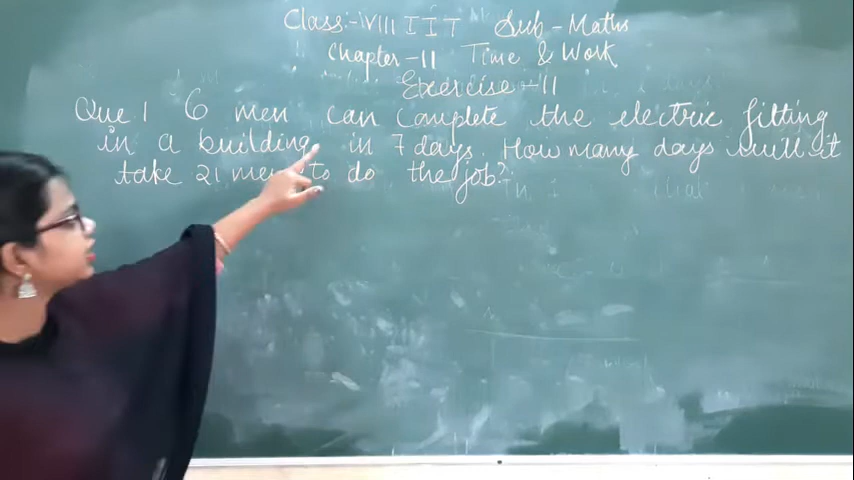 Class:-VIII IIT Sub-Maths
Chapter-11 Time & Work
Exercise-11
Que 1 6 men can complete the electric fitting
in a building in 7 days. How many days will it
take 21 men to do the job?